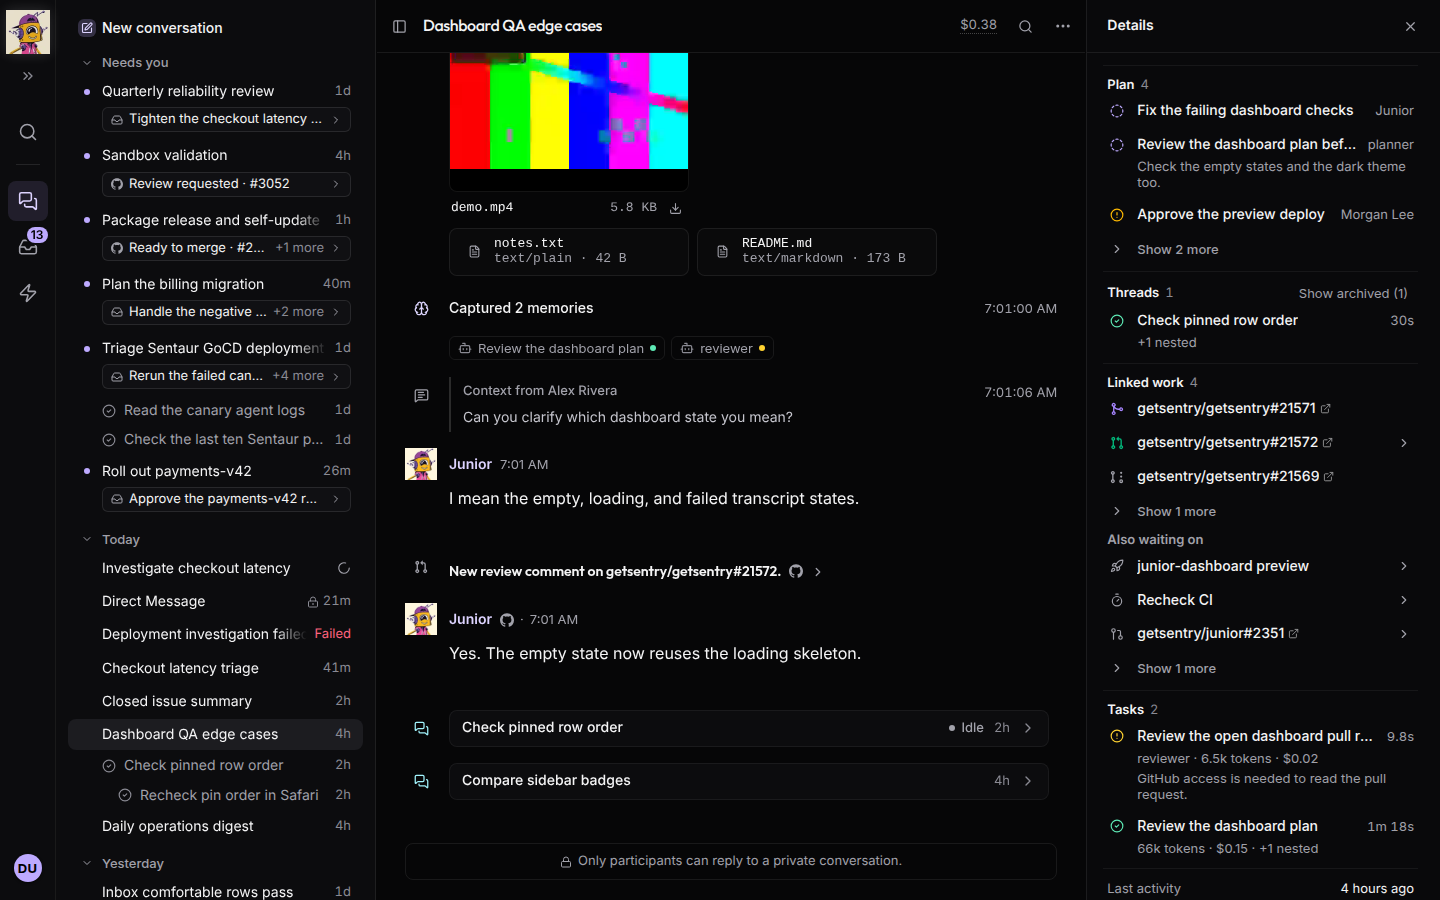 New conversation
Needs you
Quarterly reliability review 1d
Tighten the checkout latency ...
Sandbox validation 4h
Review requested · #3052
Package release and self-update 1h
Ready to merge · #2... +1 more
Plan the billing migration 40m
Handle the negative ... +2 more
Triage Sentaur GoCD deployment 1d
Rerun the failed can... +4 more
Read the canary agent logs 1d
Check the last ten Sentaur p... 1d
Roll out payments-v42 26m
Approve the payments-v42 r...
Today
Investigate checkout latency
Direct Message 21m
Deployment investigation failed Failed
Checkout latency triage 41m
Closed issue summary 2h
Dashboard QA edge cases 4h
Check pinned row order 2h
Recheck pin order in Safari 2h
Daily operations digest 4h
Yesterday
Inbox comfortable rows pass 1d
13
DU
Dashboard QA edge cases $0.38
demo.mp4 5.8 KB
notes.txt
text/plain · 42 B
README.md
text/markdown · 173 B
Captured 2 memories 7:01:00 AM
Review the dashboard plan
reviewer
Context from Alex Rivera 7:01:06 AM
Can you clarify which dashboard state you mean?
Junior 7:01 AM
I mean the empty, loading, and failed transcript states.
New review comment on getsentry/getsentry#21572.
Junior · 7:01 AM
Yes. The empty state now reuses the loading skeleton.
Check pinned row order Idle 2h
Compare sidebar badges 4h
Only participants can reply to a private conversation.
Details
Plan 4
Fix the failing dashboard checks Junior
Review the dashboard plan bef... planner
Check the empty states and the dark theme
too.
Approve the preview deploy Morgan Lee
Show 2 more
Threads 1 Show archived (1)
Check pinned row order 30s
+1 nested
Linked work 4
getsentry/getsentry#21571
getsentry/getsentry#21572
getsentry/getsentry#21569
Show 1 more
Also waiting on
junior-dashboard preview
Recheck CI
getsentry/junior#2351
Show 1 more
Tasks 2
Review the open dashboard pull r... 9.8s
reviewer · 6.5k tokens · $0.02
GitHub access is needed to read the pull
request.
Review the dashboard plan 1m 18s
66k tokens · $0.15 · +1 nested
Last activity 4 hours ago